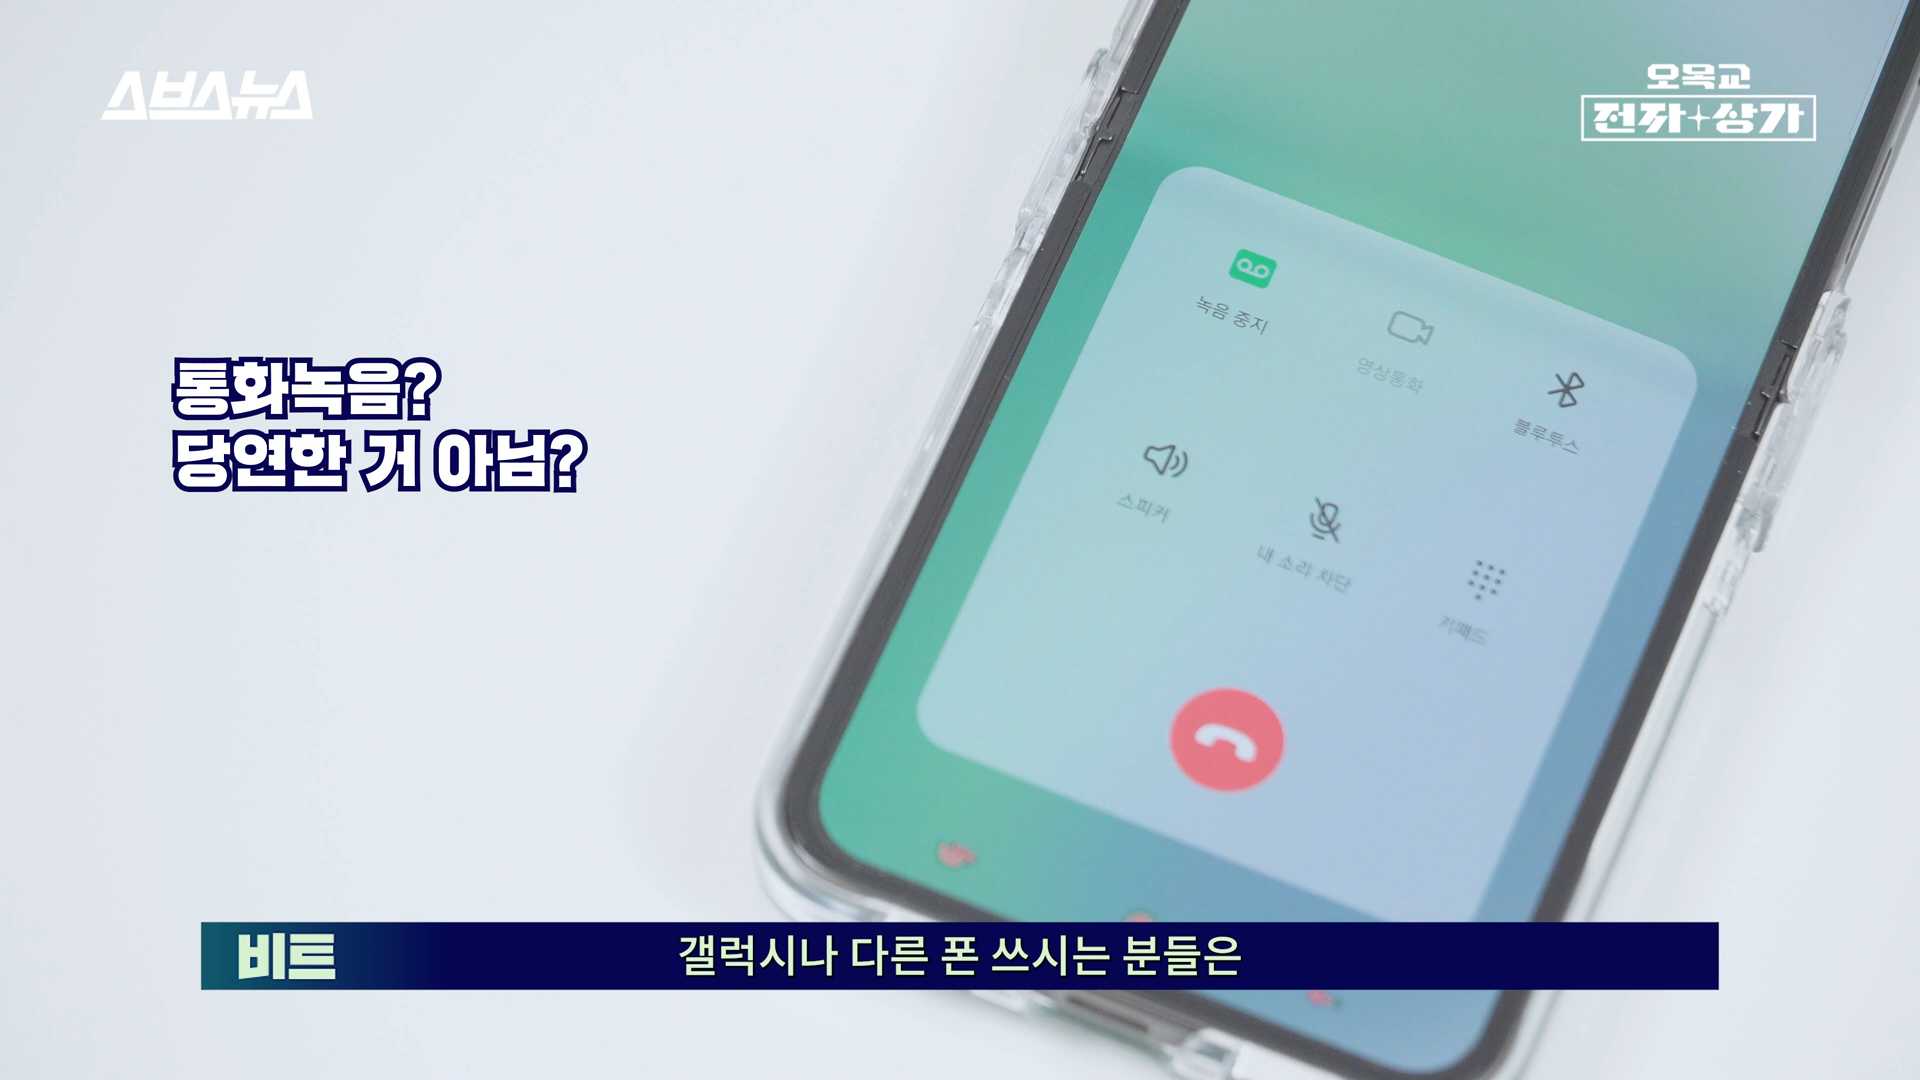 스브스뉴스
오목교
전자상가
통화녹음?
당연한 거 아님?
녹음 중지
영상통화
블루투스
스피커
내 소리 차단
키패드
비트
갤럭시나 다른 폰 쓰시는 분들은